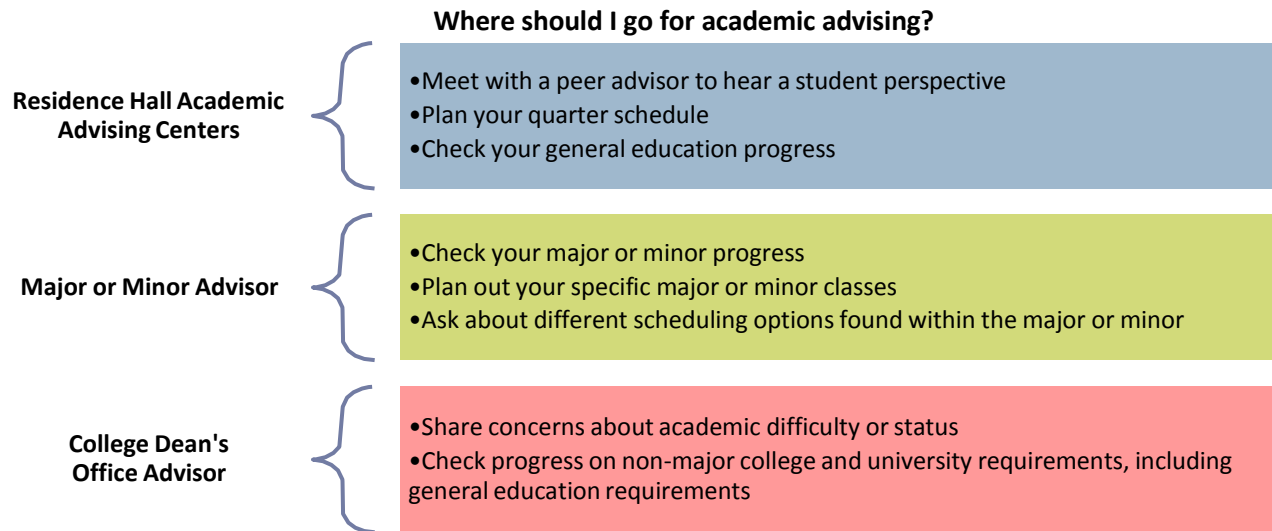 Where should I go for academic advising?
Residence Hall Academic
Advising Centers
•Meet with a peer advisor to hear a student perspective
•Plan your quarter schedule
•Check your general education progress
Major or Minor Advisor
•Check your major or minor progress
•Plan out your specific major or minor classes
•Ask about different scheduling options found within the major or minor
College Dean's
Office Advisor
•Share concerns about academic difficulty or status
•Check progress on non-major college and university requirements, including
general education requirements